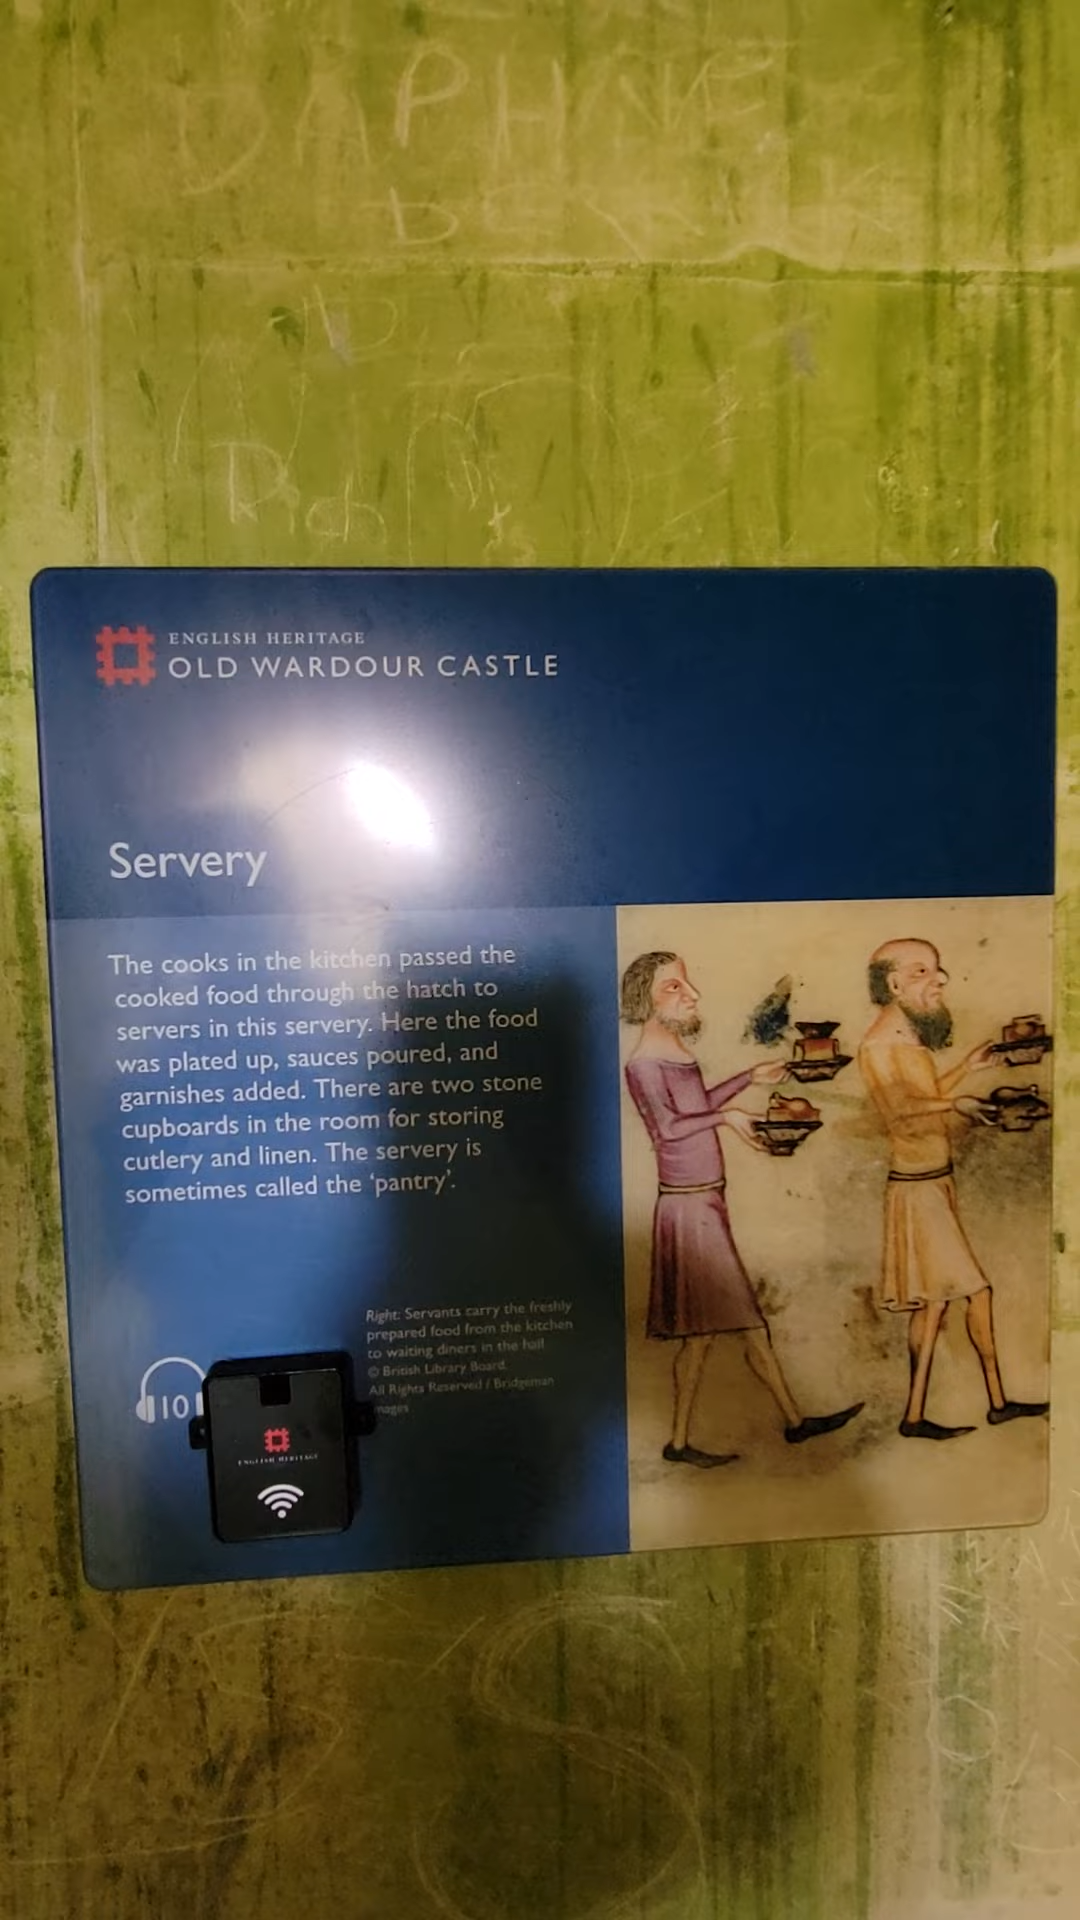 DAPHNE
ENGLISH HERITAGE
OLD WARDOUR CASTLE
Servery
The cooks in the kitchen passed the
cooked food through the hatch to
servers in this servery. Here the food
was plated up, sauces poured, and
garnishes added. There are two stone
cupboards in the room for storing
cutlery and linen. The servery is
sometimes called the ‘pantry’.
Right: Servants carry the freshly
prepared food from the kitchen
to waiting diners in the hall
© British Library Board.
All Rights Reserved / Bridgeman
Images
10
ENGLISH HERITAGE